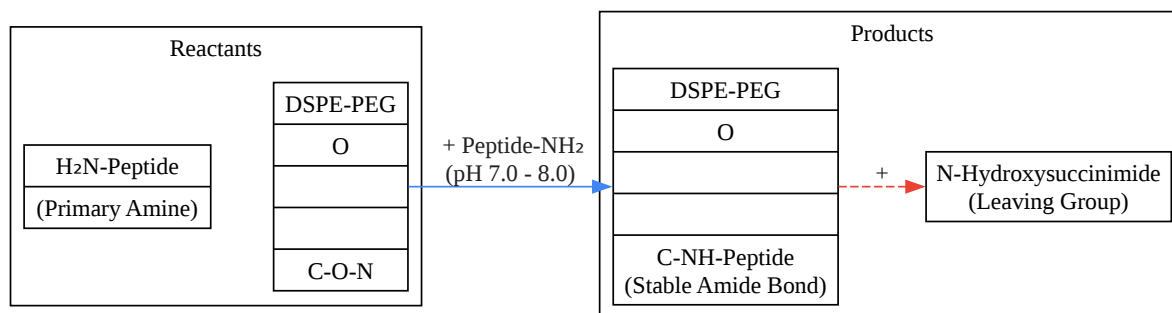 Reactants
H₂N-Peptide
(Primary Amine)
DSPE-PEG
O
C-O-N
+ Peptide-NH₂
(pH 7.0 - 8.0)
Products
DSPE-PEG
O
C-NH-Peptide
(Stable Amide Bond)
+
N-Hydroxysuccinimide
(Leaving Group)